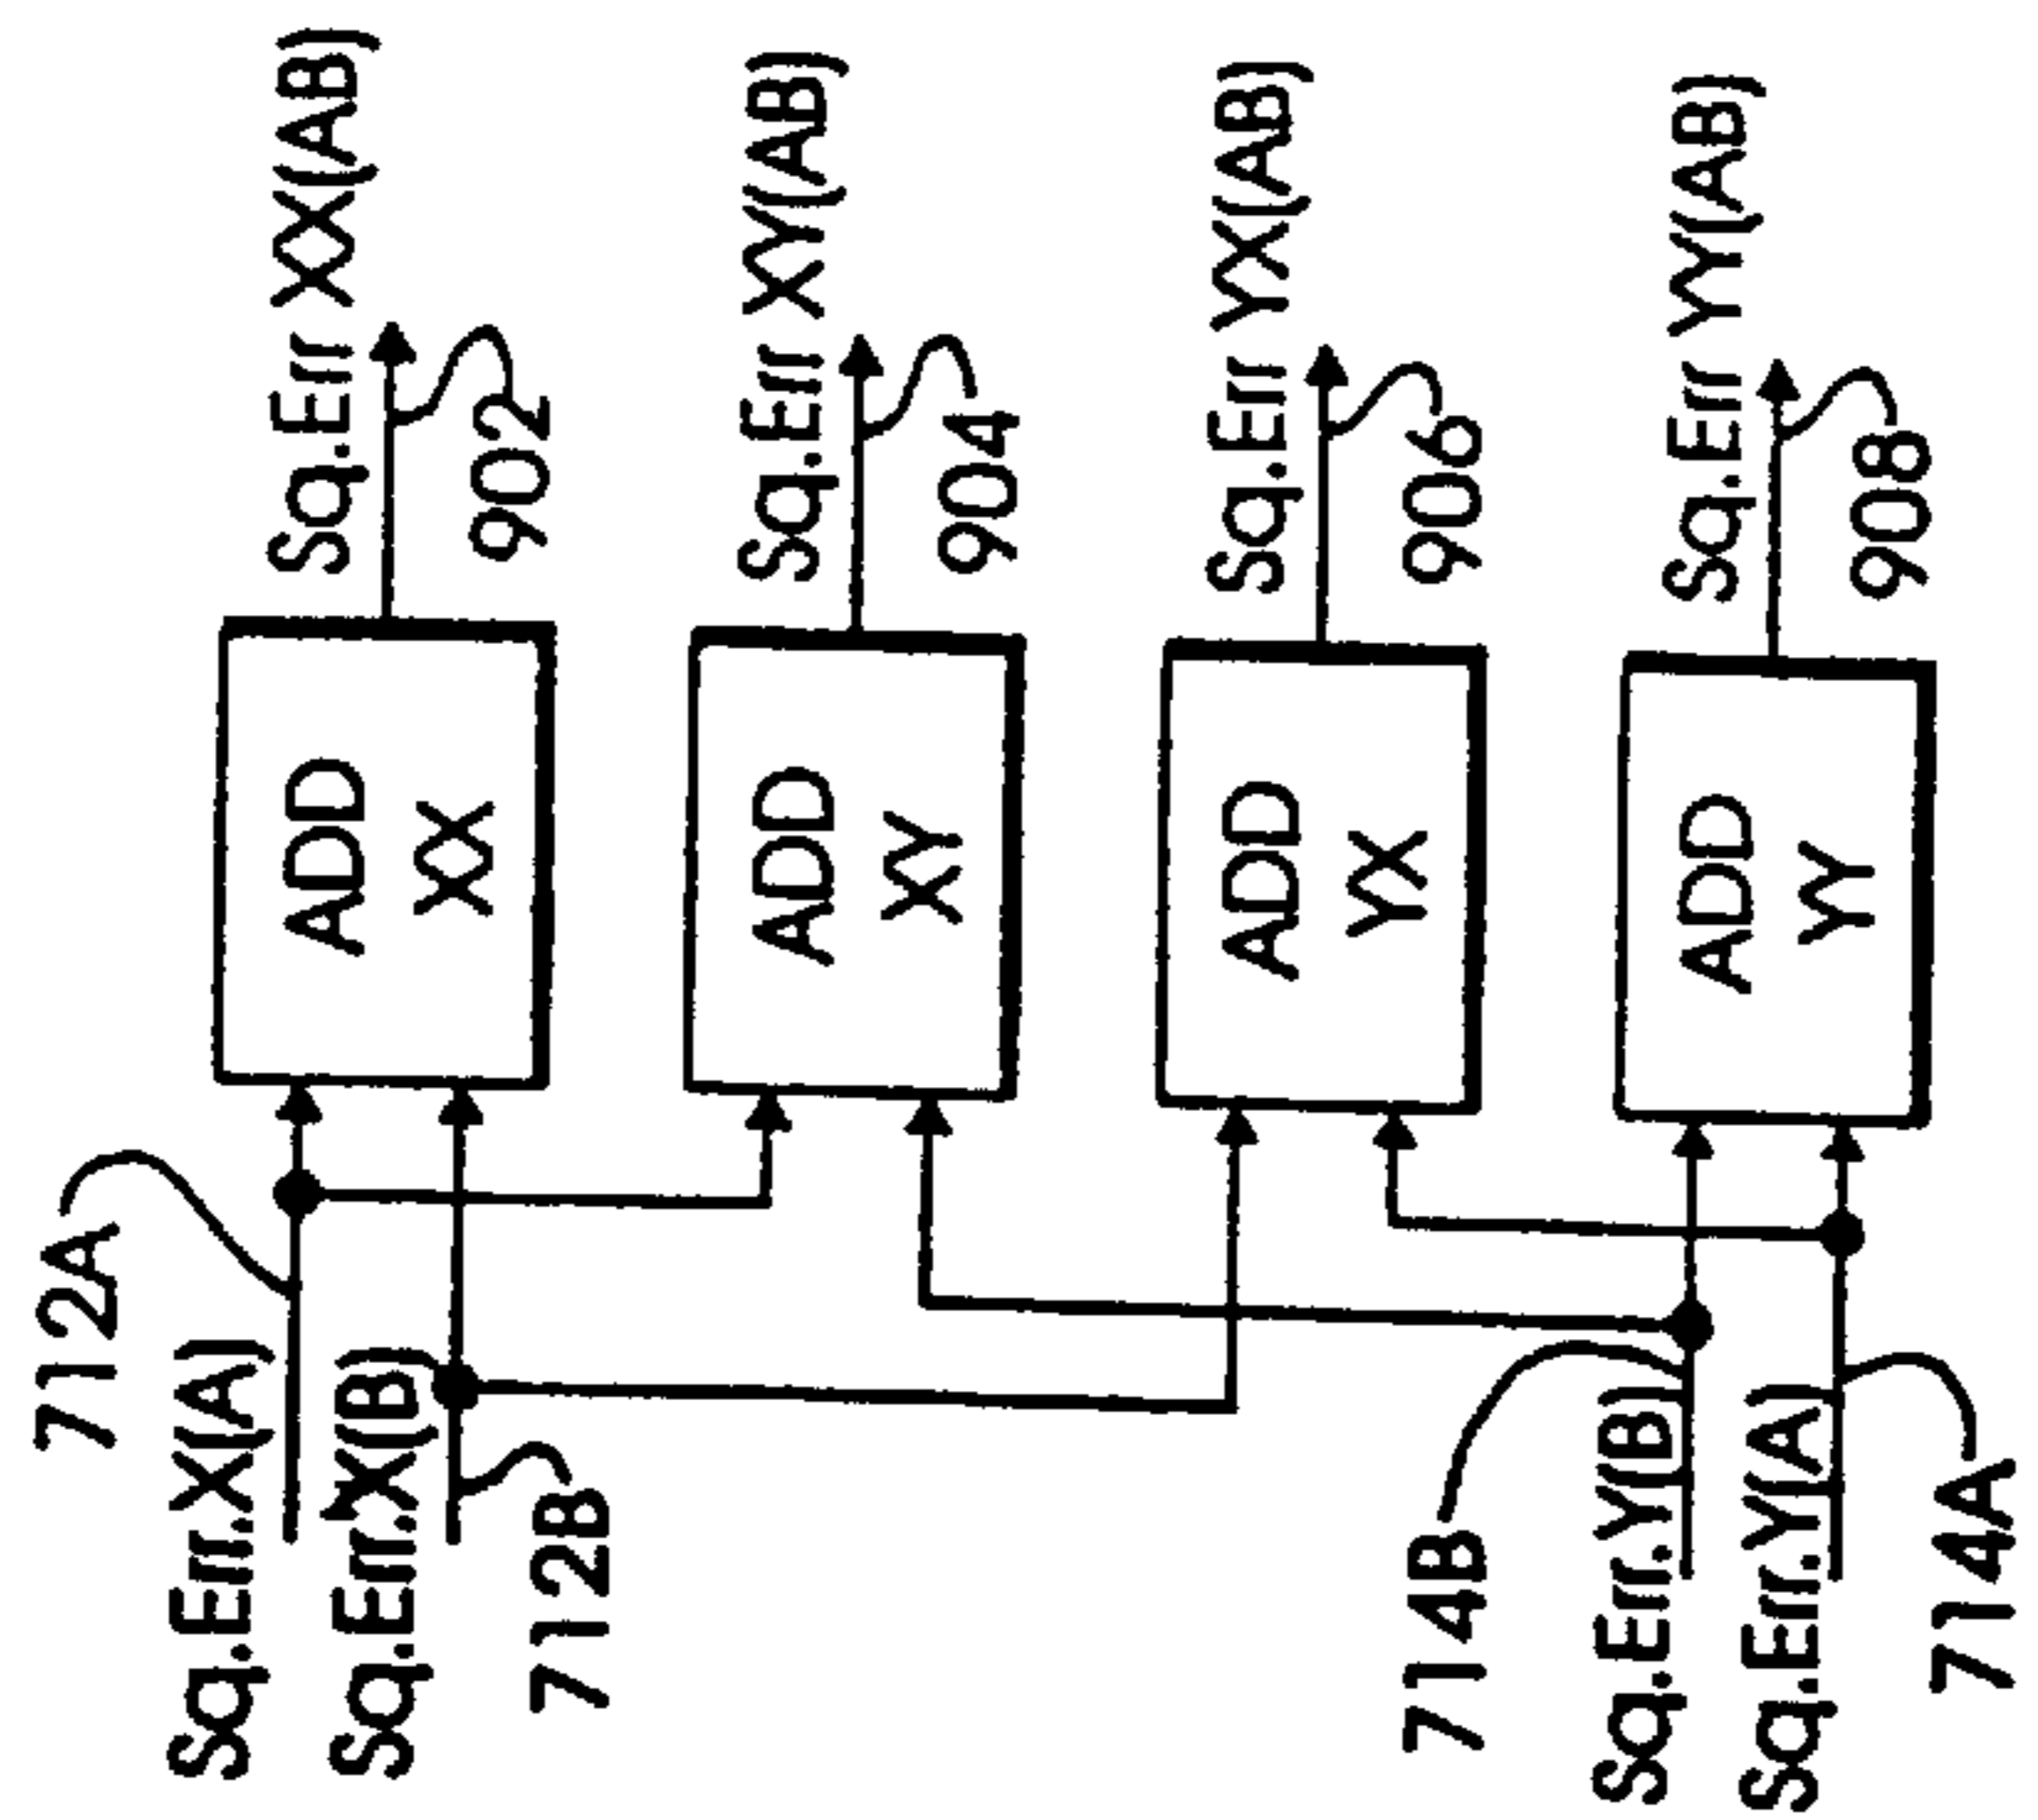 712A
Sq.Err.X(A)
Sq.Err.X(B)
712B
714B
Sq.Err.Y(B)
Sq.Err.Y(A)
714A
ADD
XX
ADD
XY
ADD
YX
ADD
YY
Sq.Err XX(AB)
902
Sq.Err XY(AB)
904
Sq.Err YX(AB)
906
Sq.Err YY(AB)
908